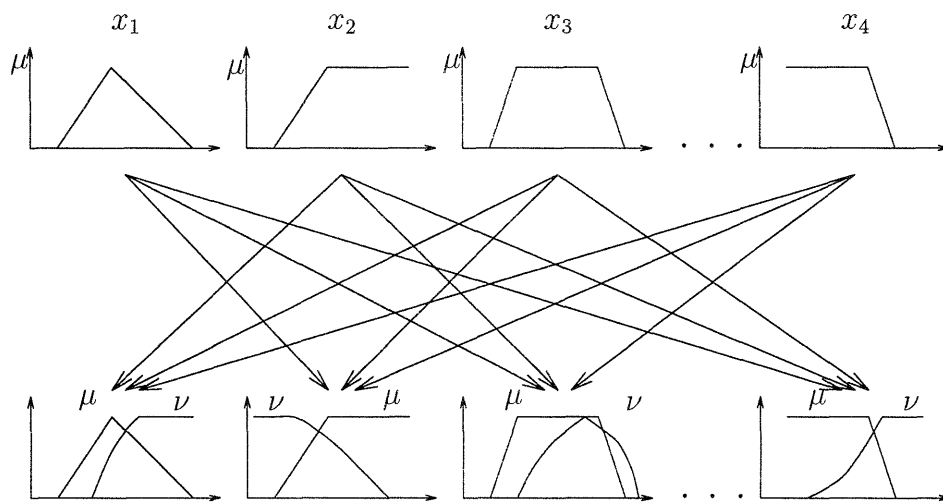 x₁ x₂ x₃ x₄
μ μ μ . . . μ
μ ν ν μ μ ν . . . μ ν